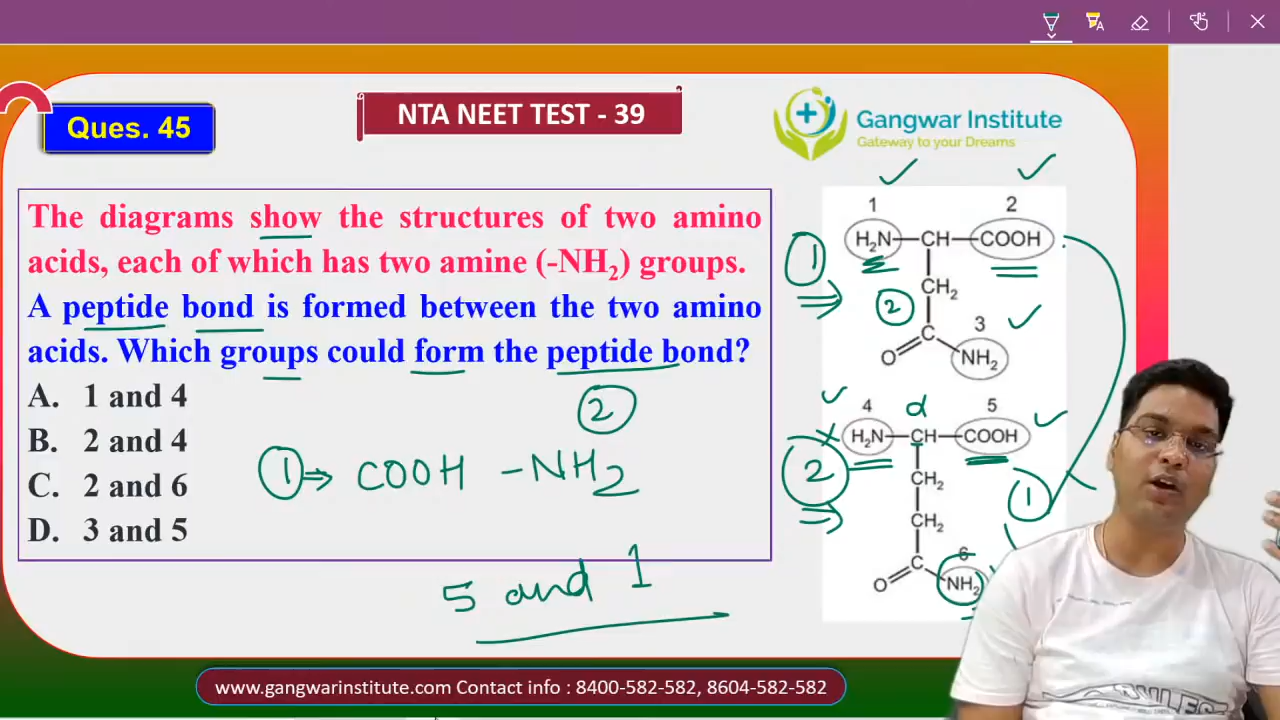 Ques. 45
NTA NEET TEST - 39
Gangwar Institute
Gateway to your Dreams
The diagrams show the structures of two amino
acids, each of which has two amine (-NH₂) groups.
A peptide bond is formed between the two amino
acids. Which groups could form the peptide bond?
A. 1 and 4
B. 2 and 4
C. 2 and 6
D. 3 and 5
2
1 ⇒ COOH -NH2
5 and 1
1 2
1 H₂N CH COOH
2 CH₂
3
O C NH₂
4 α 5
2 H₂N CH COOH
CH₂
1
CH₂
6
O C NH₂
www.gangwarinstitute.com Contact info : 8400-582-582, 8604-582-582